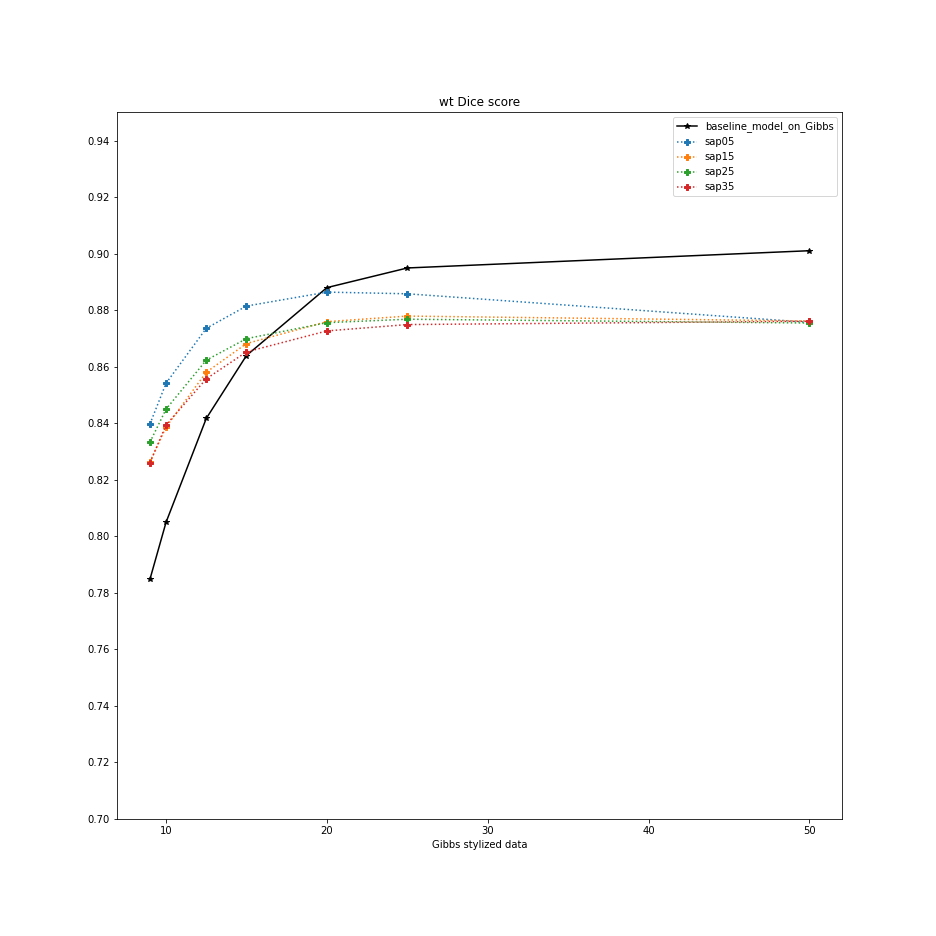 wt Dice score
baseline_model_on_Gibbs
sap05
sap15
sap25
sap35
0.94
0.92
0.90
0.88
0.86
0.84
0.82
0.80
0.78
0.76
0.74
0.72
0.70
10 20 30 40 50
Gibbs stylized data